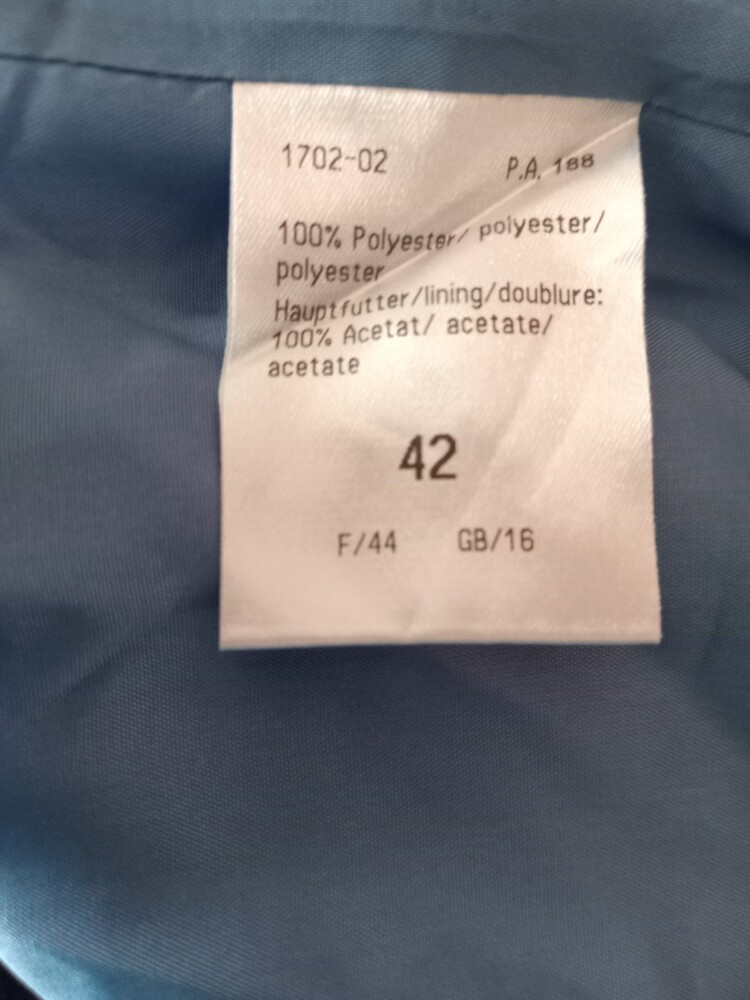 1702-02 P.A. 188
100% Polyester/ polyester/
polyester
Hauptfutter/lining/doublure:
100% Acetat/ acetate/
acetate
42
F/44 GB/16